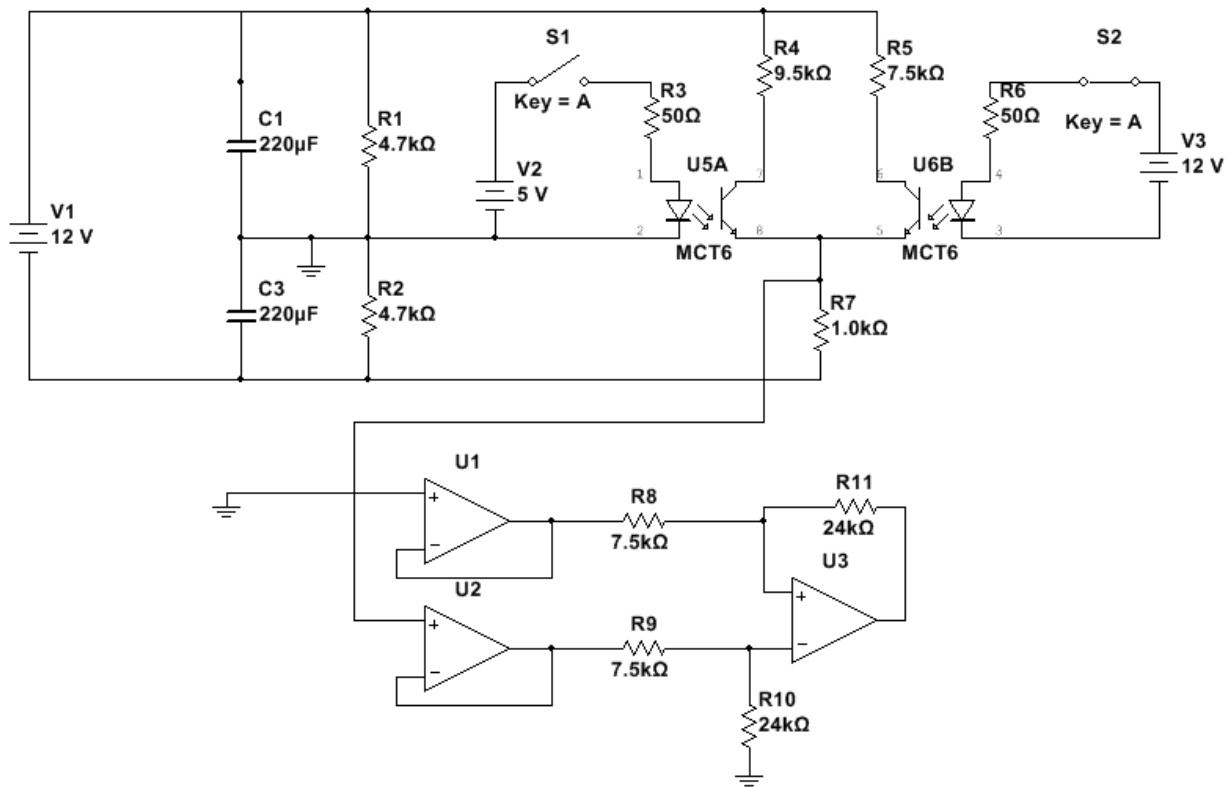 S1
Key = A
R4
9.5kΩ
R5
7.5kΩ
S2
Key = A
R3
50Ω
R6
50Ω
C1
220µF
R1
4.7kΩ
V2
5 V
U5A
U6B
V3
12 V
1
7
6
4
V1
12 V
2
8
5
3
MCT6
MCT6
C3
220µF
R2
4.7kΩ
R7
1.0kΩ
U1
+
−
R8
7.5kΩ
R11
24kΩ
U3
+
−
U2
+
−
R9
7.5kΩ
R10
24kΩ